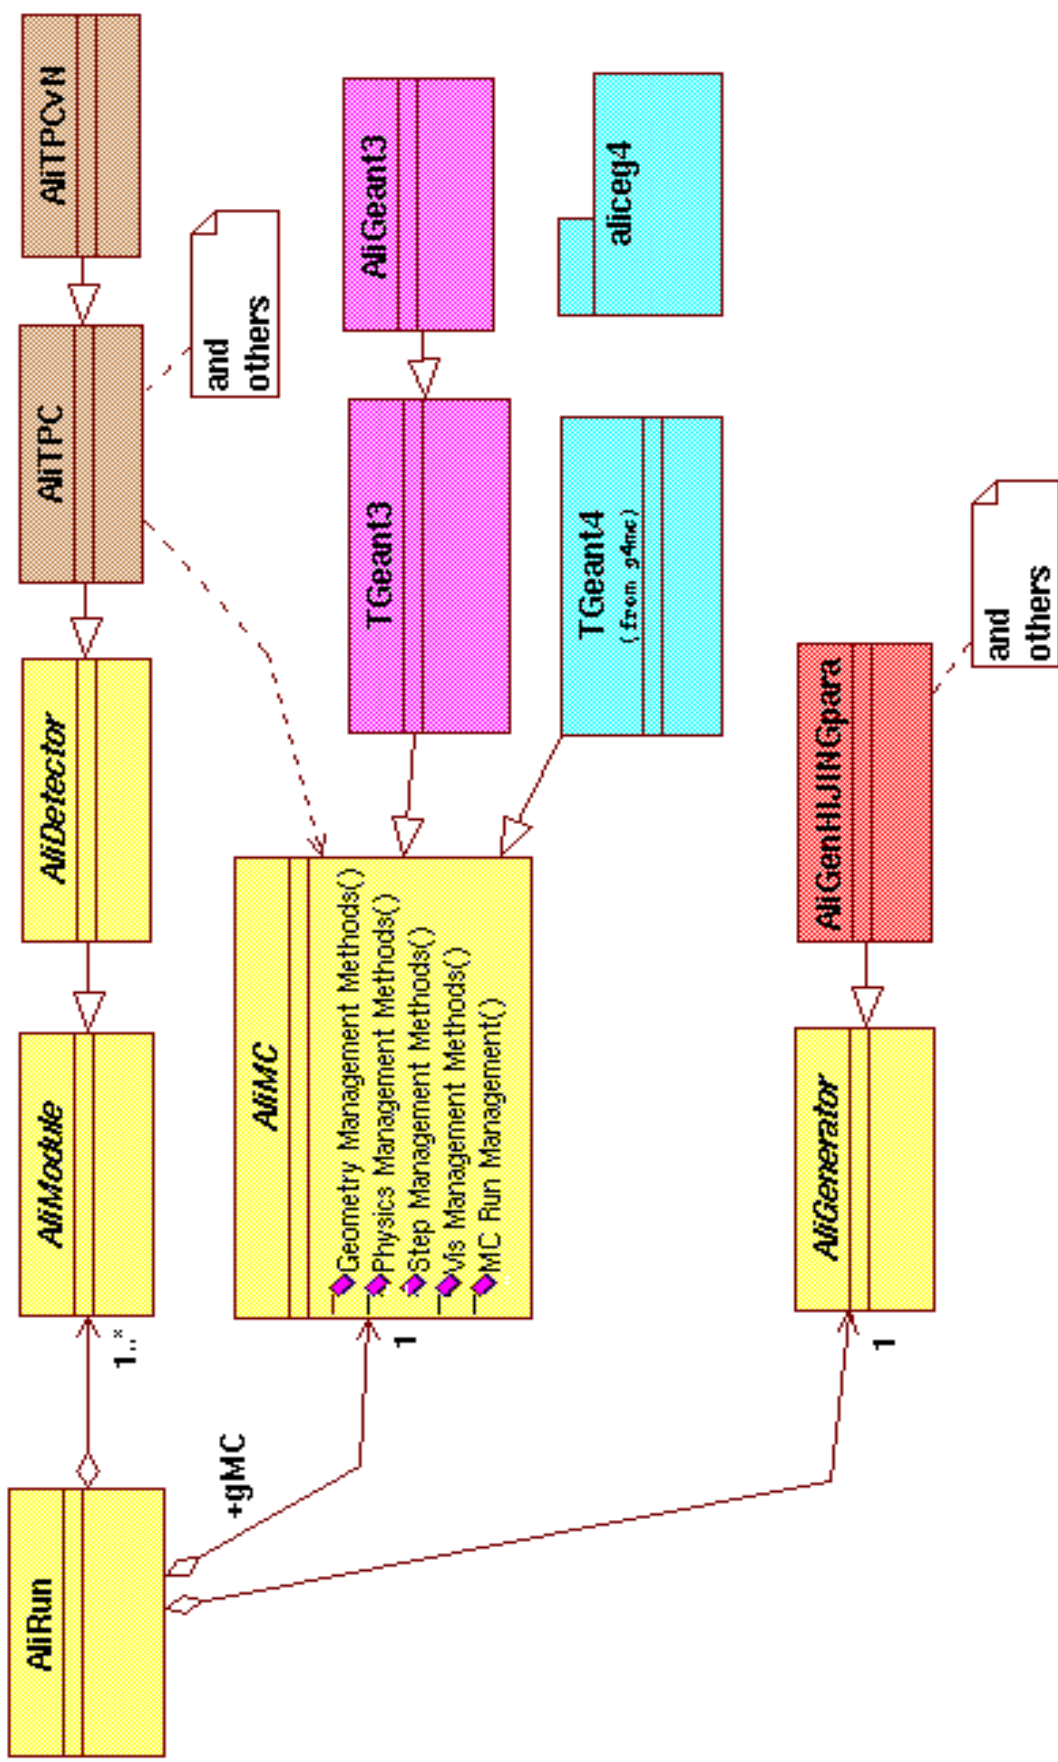 AliRun
+gMC
1..*
1
1
AliModule
AliDetector
AliTPC
AliTPCvN
and
others
AliMC
Geometry Management Methods()
Physics Management Methods()
Step Management Methods()
Vis Management Methods()
MC Run Management()
TGeant3
AliGeant3
TGeant4
(from g4mc)
aliceg4
AliGenerator
AliGenHIJINGpara
and
others